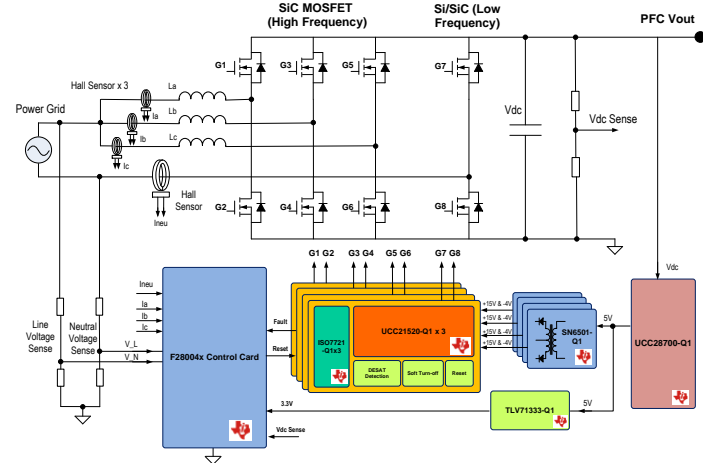 SiC MOSFET
(High Frequency)
Si/SiC (Low
Frequency)
PFC Vout
G1
G3
G5
G7
Hall Sensor x 3
La
Power Grid
Ia
Lb
Vdc
Vdc Sense
Ib
Lc
Ic
Hall
Sensor
G2
G4
G6
G8
Ineu
G1 G2
G3 G4
G5 G6
G7 G8
Vdc
Ineu
Ia
Ib
Ic
Line
Voltage
Sense
Neutral
Voltage
Sense
V_L
V_N
F28004x Control Card
Fault
Reset
ISO7721
-Q1x3
UCC21520-Q1 x 3
DESAT
Detection
Soft Turn-off
Reset
+15V & -4V
+15V & -4V
+15V & -4V
+15V & -4V
SN6501-
Q1
5V
UCC28700-Q1
3.3V
TLV71333-Q1
5V
Vdc Sense